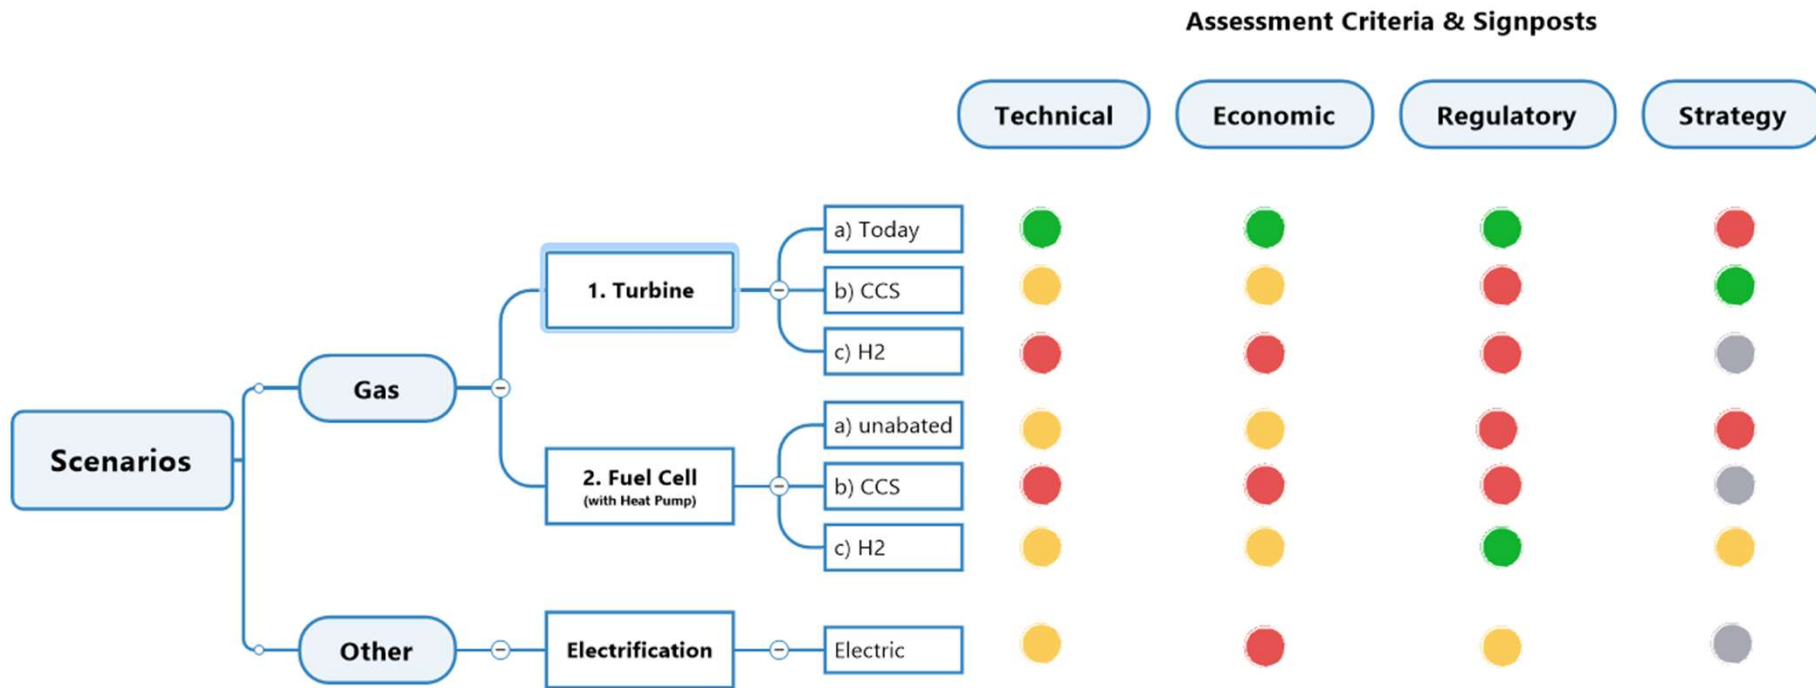 Assessment Criteria & Signposts
Technical
Economic
Regulatory
Strategy
Scenarios
Gas
1. Turbine
a) Today
b) CCS
c) H2
2. Fuel Cell
(with Heat Pump)
a) unabated
b) CCS
c) H2
Other
Electrification
Electric